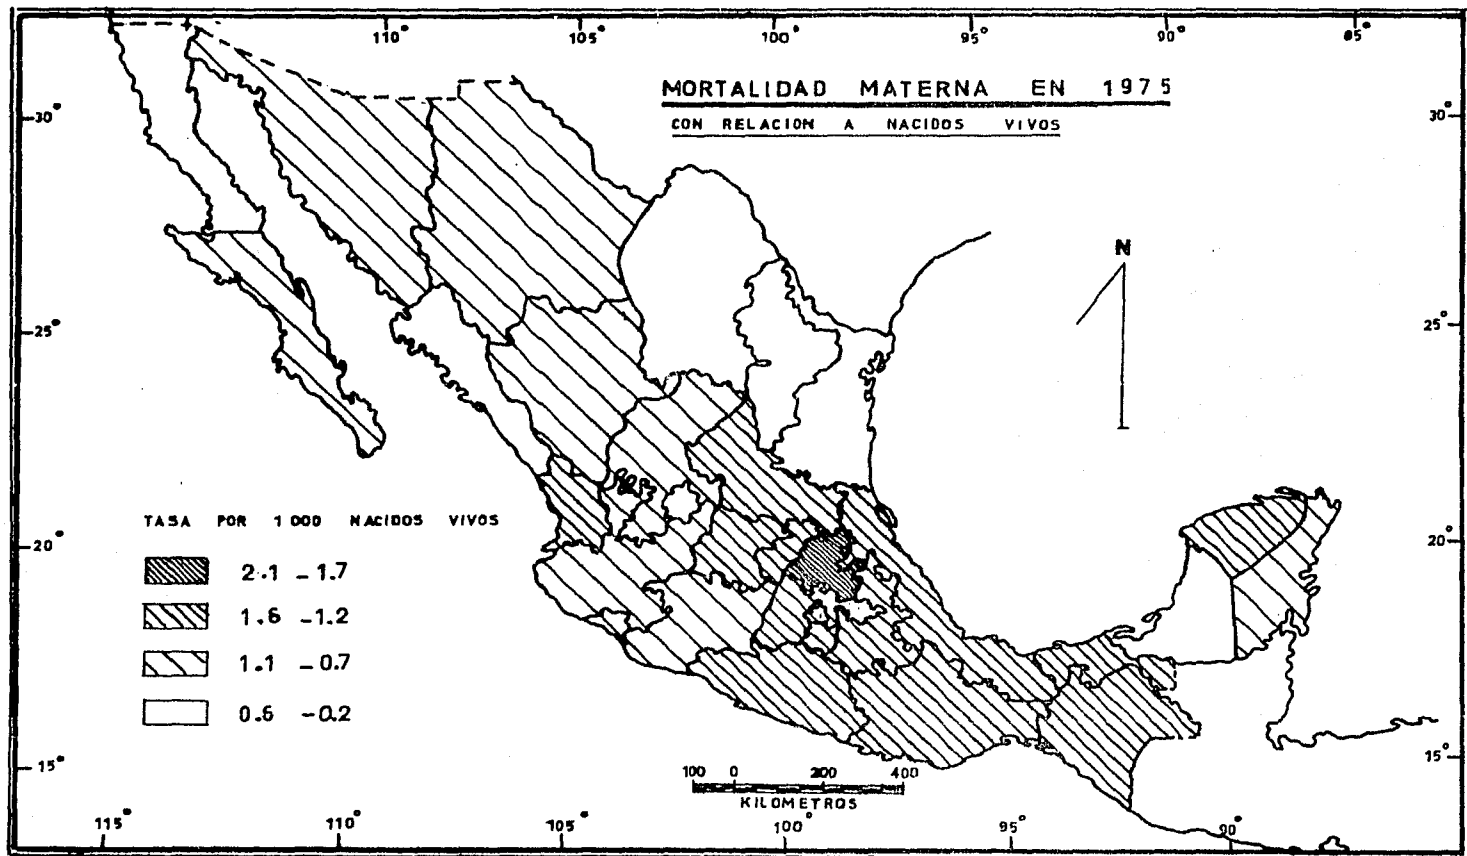 110° 105° 100° 95° 90° 85°
MORTALIDAD MATERNA EN 1975
CON RELACION A NACIDOS VIVOS
30° 30°
N
25° 25°
TASA POR 1 000 NACIDOS VIVOS
20° 20°
2.1 - 1.7
1.6 - 1.2
1.1 - 0.7
0.6 - 0.2
15° 15°
100 0 200 400
KILOMETROS
115° 110° 105° 100° 95° 90°